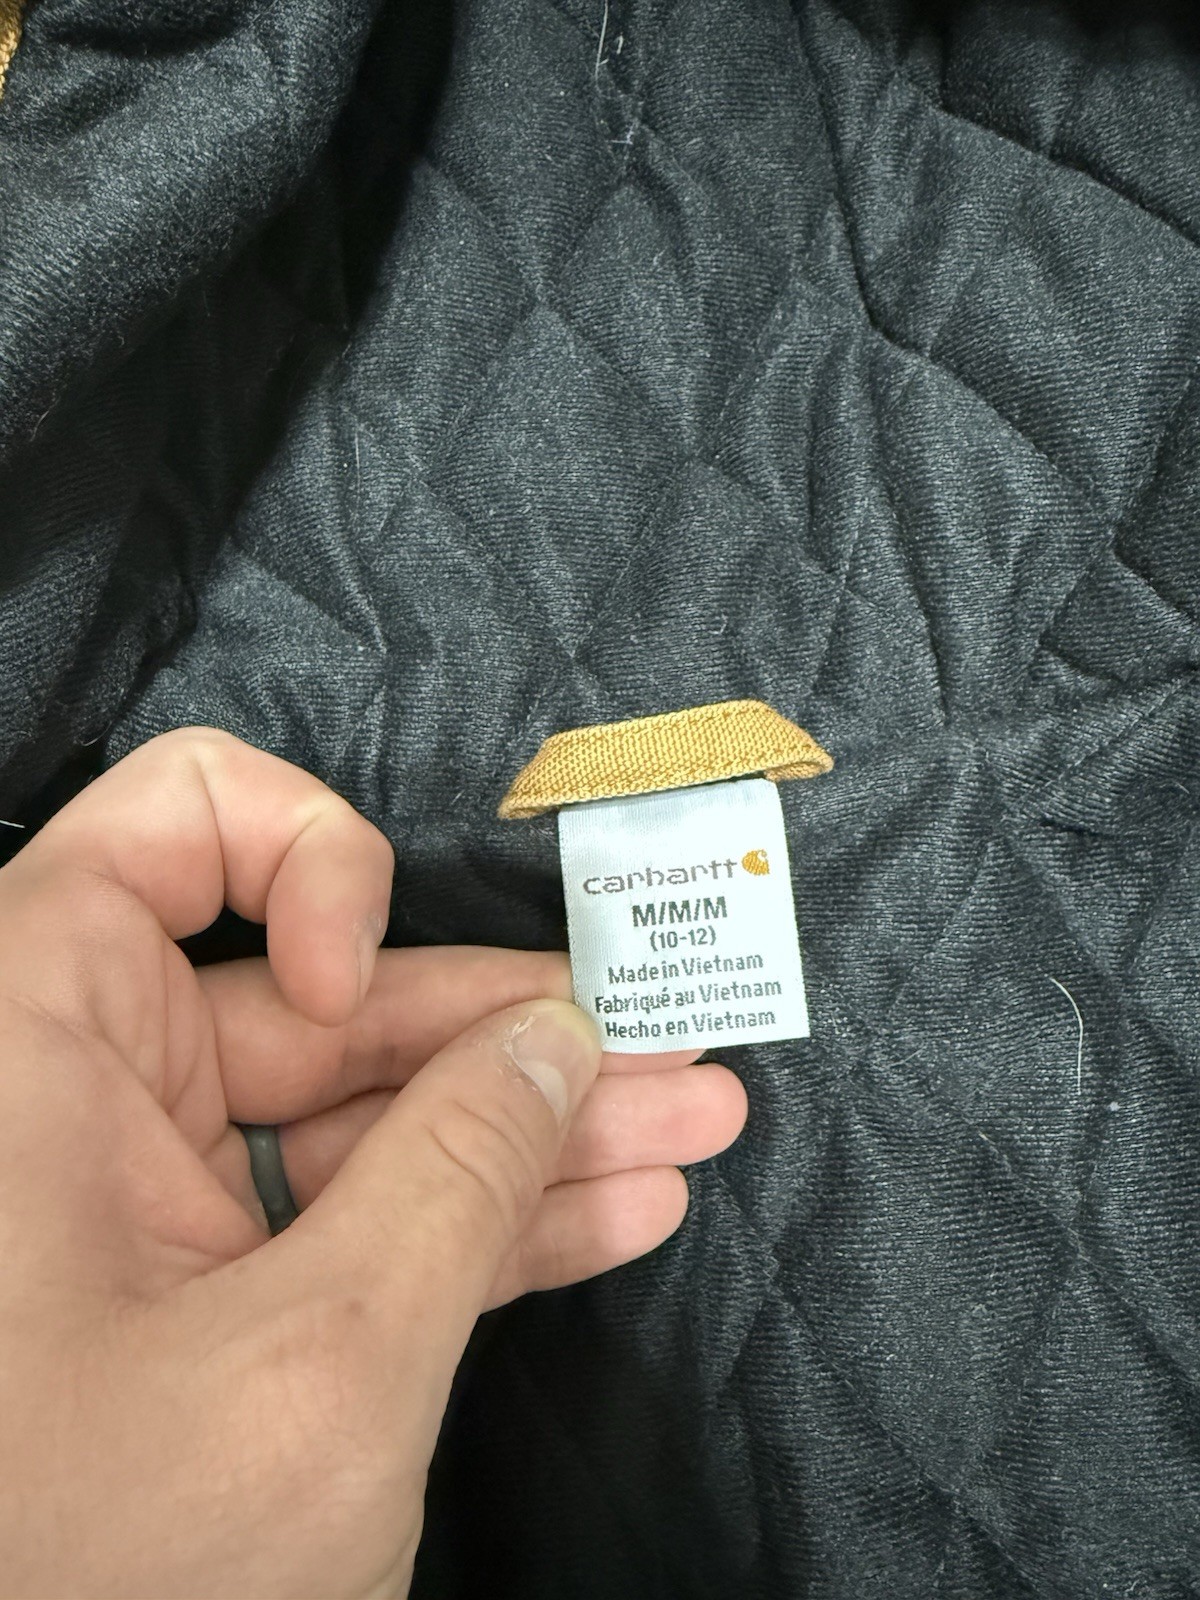 carhartt
M/M/M
(10-12)
Made in Vietnam
Fabriqué au Vietnam
Hecho en Vietnam